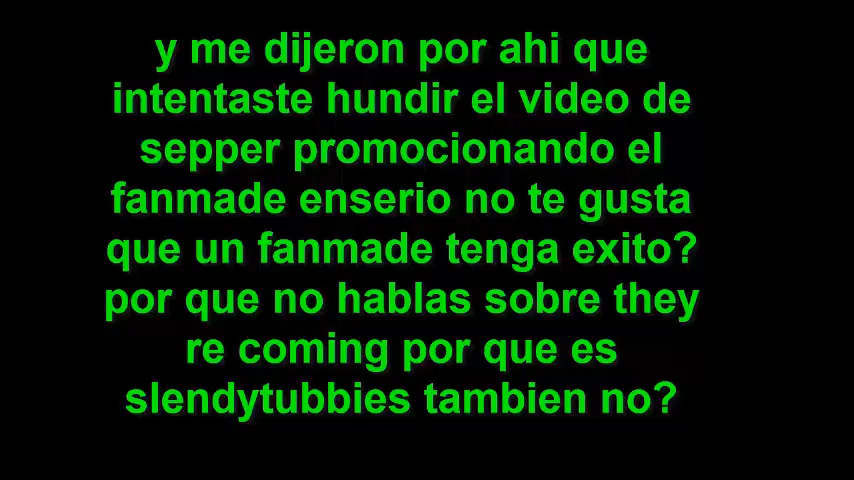 y me dijeron por ahi que
intentaste hundir el video de
sepper promocionando el
fanmade enserio no te gusta
que un fanmade tenga exito?
por que no hablas sobre they
re coming por que es
slendytubbies tambien no?